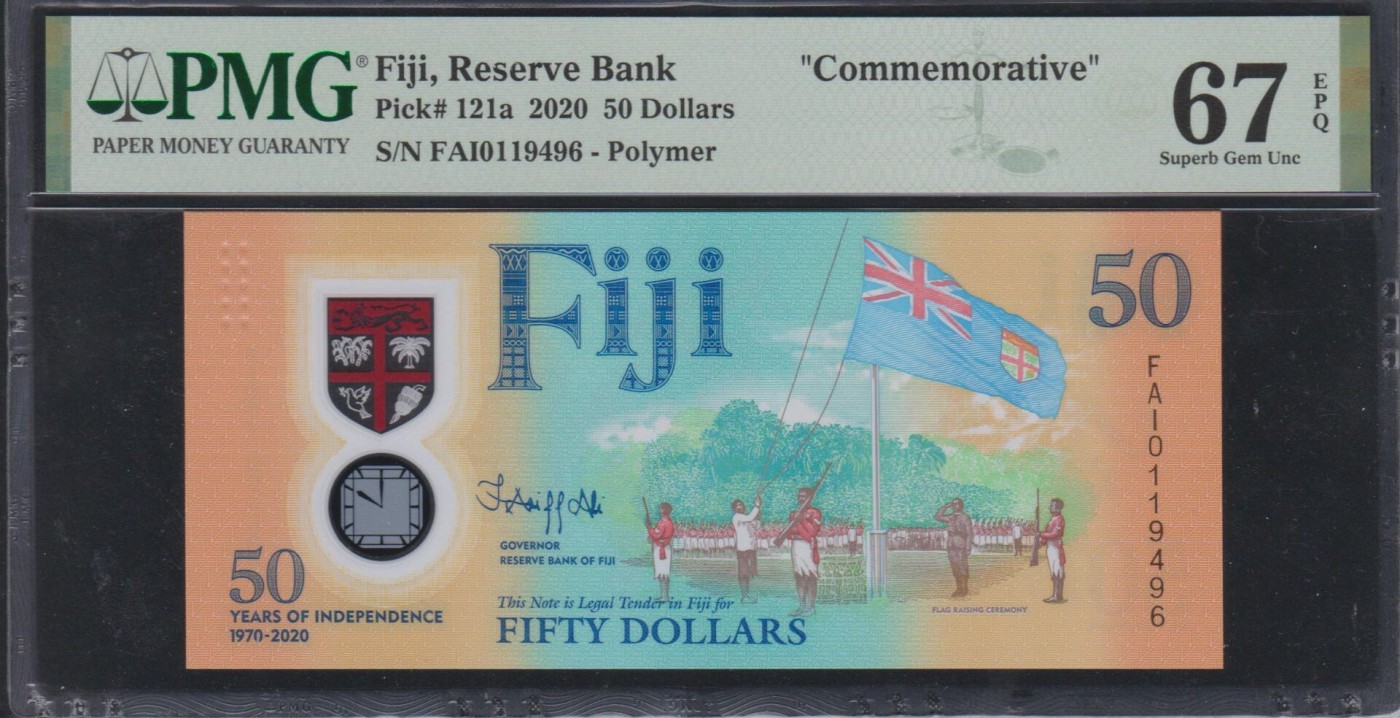 PMG® Fiji, Reserve Bank "Commemorative" 67 EPQ
Pick# 121a 2020 50 Dollars
PAPER MONEY GUARANTY S/N FAI0119496 - Polymer Superb Gem Unc
Fiji 50
FAI0119496
GOVERNOR
RESERVE BANK OF FIJI
50
YEARS OF INDEPENDENCE
1970-2020
This Note is Legal Tender in Fiji for
FIFTY DOLLARS
FLAG RAISING CEREMONY
PMG